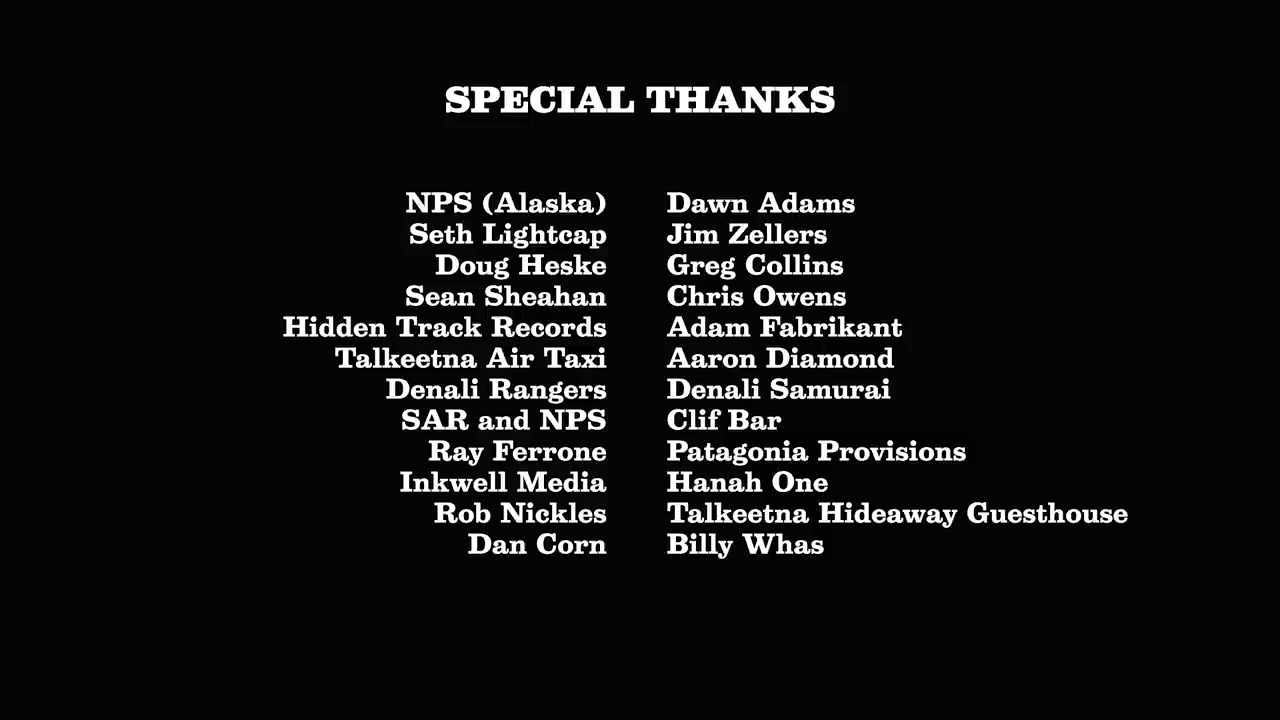 SPECIAL THANKS
NPS (Alaska) Dawn Adams
Seth Lightcap Jim Zellers
Doug Heske Greg Collins
Sean Sheahan Chris Owens
Hidden Track Records Adam Fabrikant
Talkeetna Air Taxi Aaron Diamond
Denali Rangers Denali Samurai
SAR and NPS Clif Bar
Ray Ferrone Patagonia Provisions
Inkwell Media Hanah One
Rob Nickles Talkeetna Hideaway Guesthouse
Dan Corn Billy Whas